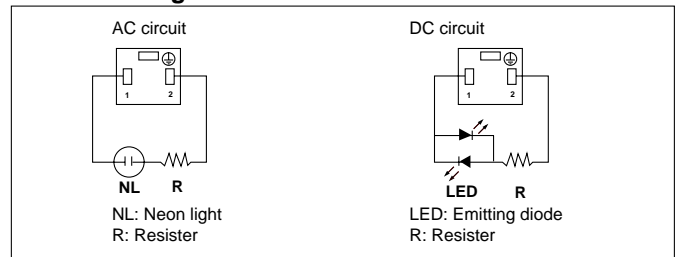 AC circuit
1 2
NL R
NL: Neon light
R: Resister
DC circuit
1 2
LED R
LED: Emitting diode
R: Resister